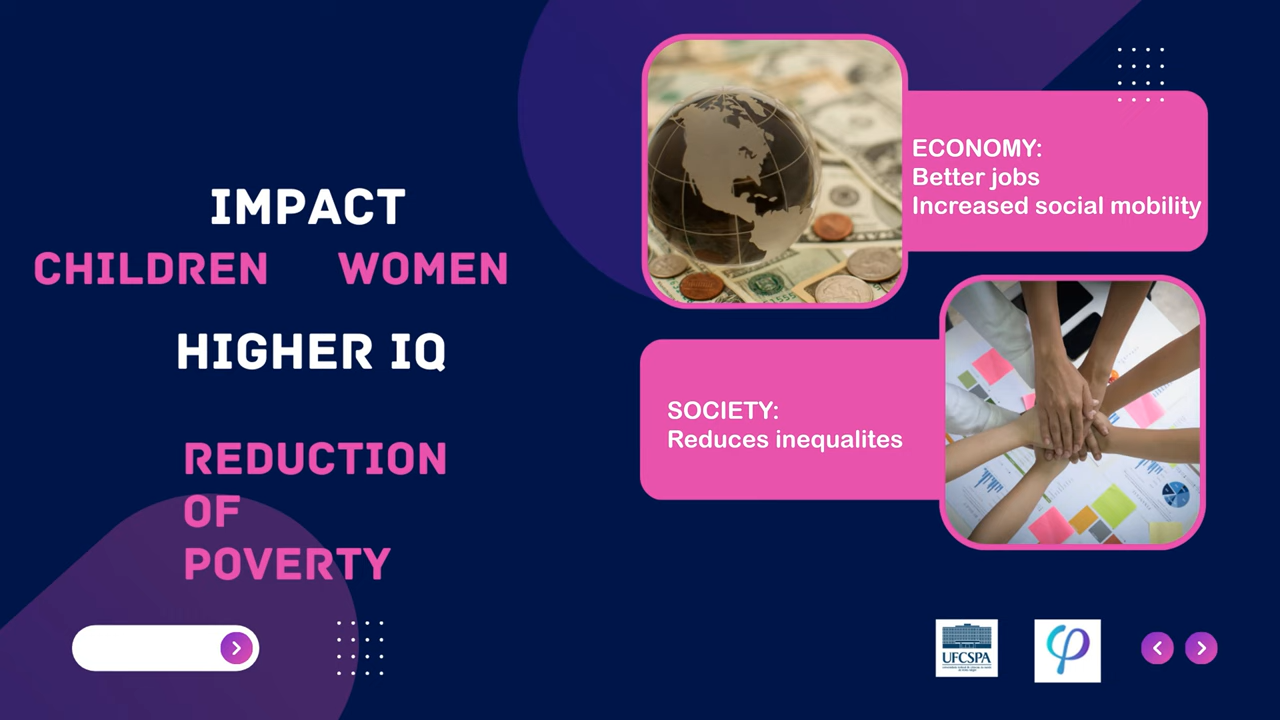 IMPACT
CHILDREN WOMEN
HIGHER IQ
REDUCTION
OF
POVERTY
ECONOMY:
Better jobs
Increased social mobility
SOCIETY:
Reduces inequalites
UFCSPA